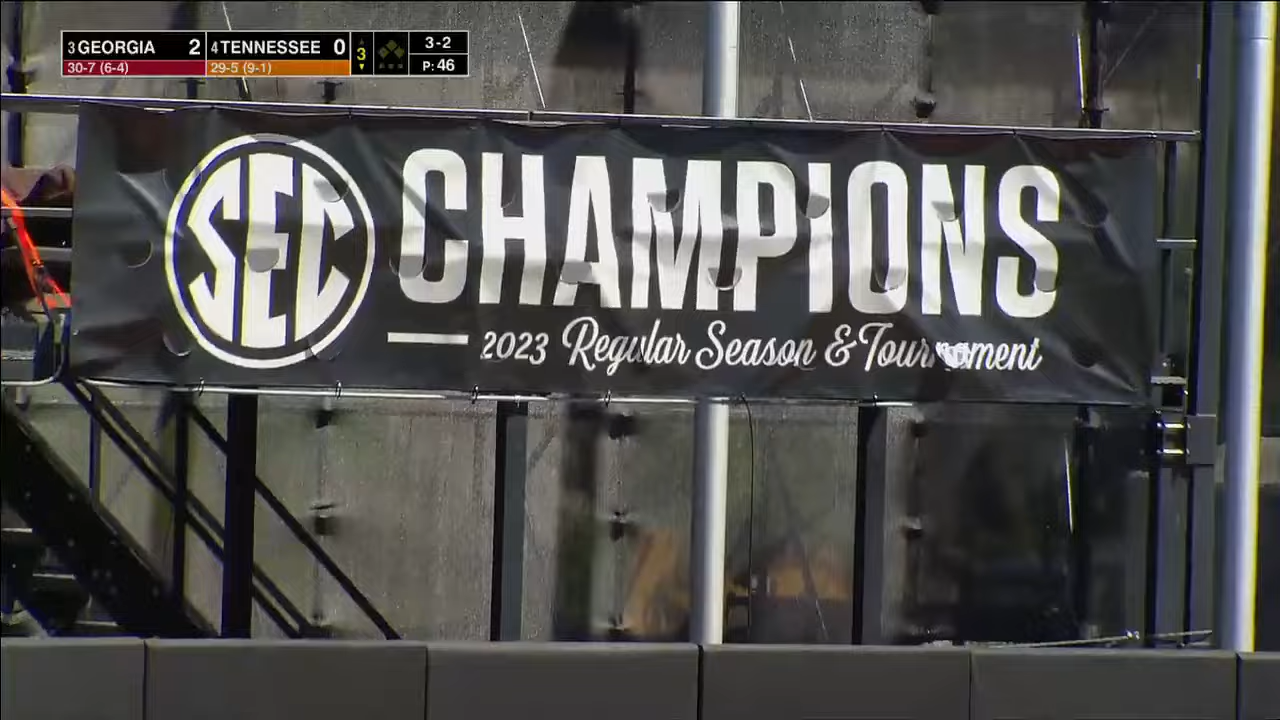 3 GEORGIA 2 4 TENNESSEE 0 3 3-2
30-7 (6-4) 29-5 (9-1) P: 46
SEC CHAMPIONS
2023 Regular Season & Tournament